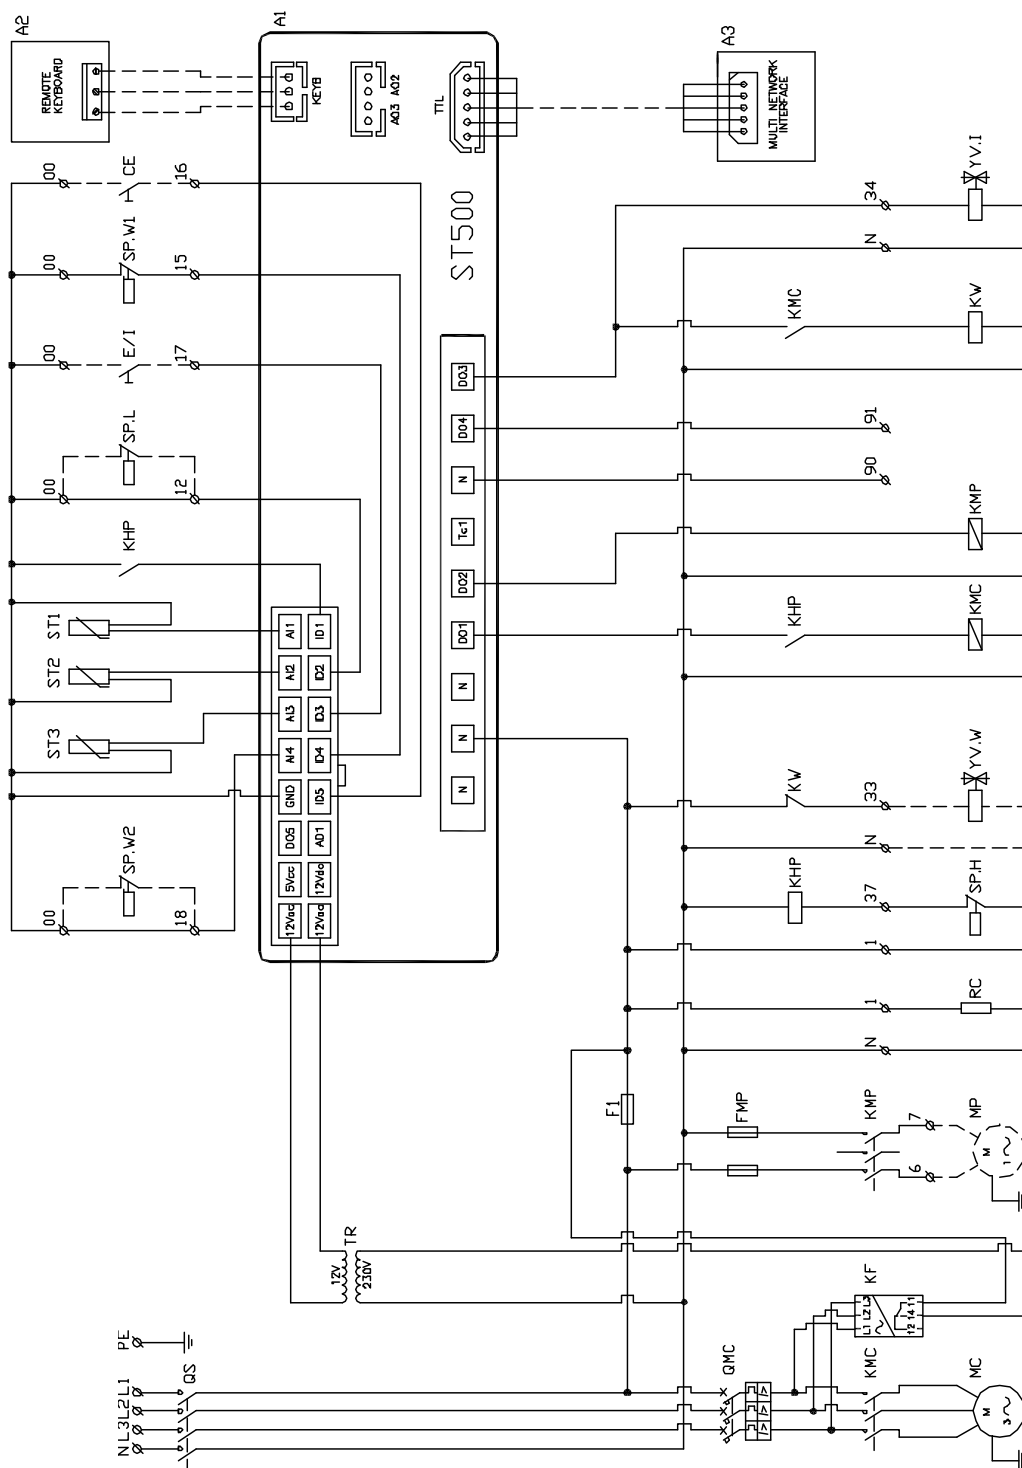 A2
REMOTE
KEYBOARD
A1
KEYB
AO3 AO2
TTL
A3
MULTI NETWORK
INTERFACE
ST500
00
CE
16
00
SP.W1
15
00
E/I
17
00
SP.L
12
KHP
ST1
ST2
ST3
00
SP.W2
18
AI1
AI2
AI3
AI4
GND
DO5
5Vcc
12Vac
ID1
ID2
ID3
ID4
ID5
AD1
12Vdc
12Vac
DO3
DO4
N
Tc1
DO2
DO1
N
N
N
34
YV.I
N
KMC
KW
91
90
KMP
KHP
KMC
KW
33
YV.W
N
KHP
37
SP.H
1
1
RC
N
F1
FMP
KMP
7
6
MP
M
1
TR
12V
230V
PE
N L3 L2 L1
QS
QMC
I>
I>
I>
KF
L1 L2 L3
12 14 11
KMC
MC
M
3